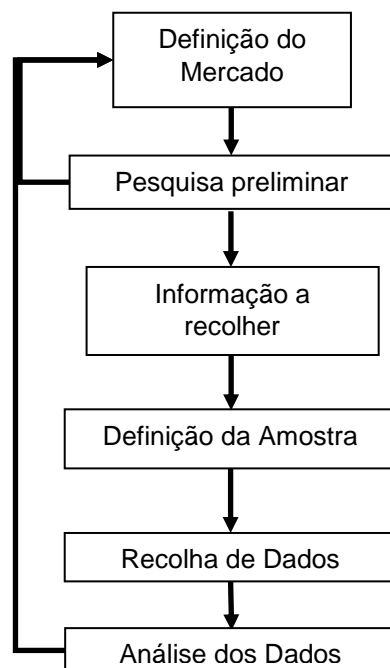 Definição do
Mercado
Pesquisa preliminar
Informação a
recolher
Definição da Amostra
Recolha de Dados
Análise dos Dados